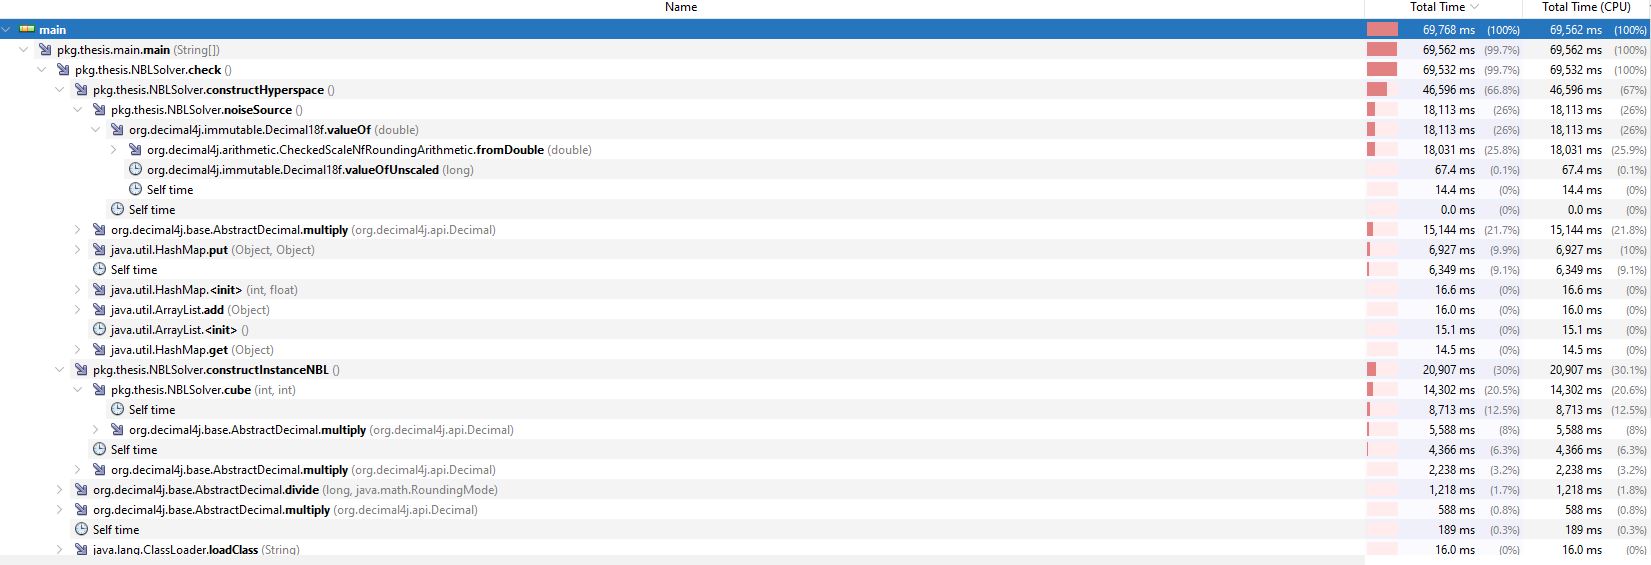 Name Total Time Total Time (CPU)
main 69,768 ms (100%) 69,562 ms (100%)
pkg.thesis.main.main (String[]) 69,562 ms (99.7%) 69,562 ms (100%)
pkg.thesis.NBLSolver.check () 69,532 ms (99.7%) 69,532 ms (100%)
pkg.thesis.NBLSolver.constructHyperspace () 46,596 ms (66.8%) 46,596 ms (67%)
pkg.thesis.NBLSolver.noiseSource () 18,113 ms (26%) 18,113 ms (26%)
org.decimal4j.immutable.Decimal18f.valueOf (double) 18,113 ms (26%) 18,113 ms (26%)
org.decimal4j.arithmetic.CheckedScaleNfRoundingArithmetic.fromDouble (double) 18,031 ms (25.8%) 18,031 ms (25.9%)
org.decimal4j.immutable.Decimal18f.valueOfUnscaled (long) 67.4 ms (0.1%) 67.4 ms (0.1%)
Self time 14.4 ms (0%) 14.4 ms (0%)
Self time 0.0 ms (0%) 0.0 ms (0%)
org.decimal4j.base.AbstractDecimal.multiply (org.decimal4j.api.Decimal) 15,144 ms (21.7%) 15,144 ms (21.8%)
java.util.HashMap.put (Object, Object) 6,927 ms (9.9%) 6,927 ms (10%)
Self time 6,349 ms (9.1%) 6,349 ms (9.1%)
java.util.HashMap.<init> (int, float) 16.6 ms (0%) 16.6 ms (0%)
java.util.ArrayList.add (Object) 16.0 ms (0%) 16.0 ms (0%)
java.util.ArrayList.<init> () 15.1 ms (0%) 15.1 ms (0%)
java.util.HashMap.get (Object) 14.5 ms (0%) 14.5 ms (0%)
pkg.thesis.NBLSolver.constructInstanceNBL () 20,907 ms (30%) 20,907 ms (30.1%)
pkg.thesis.NBLSolver.cube (int, int) 14,302 ms (20.5%) 14,302 ms (20.6%)
Self time 8,713 ms (12.5%) 8,713 ms (12.5%)
org.decimal4j.base.AbstractDecimal.multiply (org.decimal4j.api.Decimal) 5,588 ms (8%) 5,588 ms (8%)
Self time 4,366 ms (6.3%) 4,366 ms (6.3%)
org.decimal4j.base.AbstractDecimal.multiply (org.decimal4j.api.Decimal) 2,238 ms (3.2%) 2,238 ms (3.2%)
org.decimal4j.base.AbstractDecimal.divide (long, java.math.RoundingMode) 1,218 ms (1.7%) 1,218 ms (1.8%)
org.decimal4j.base.AbstractDecimal.multiply (org.decimal4j.api.Decimal) 588 ms (0.8%) 588 ms (0.8%)
Self time 189 ms (0.3%) 189 ms (0.3%)
java.lang.ClassLoader.loadClass (String) 16.0 ms (0%) 16.0 ms (0%)